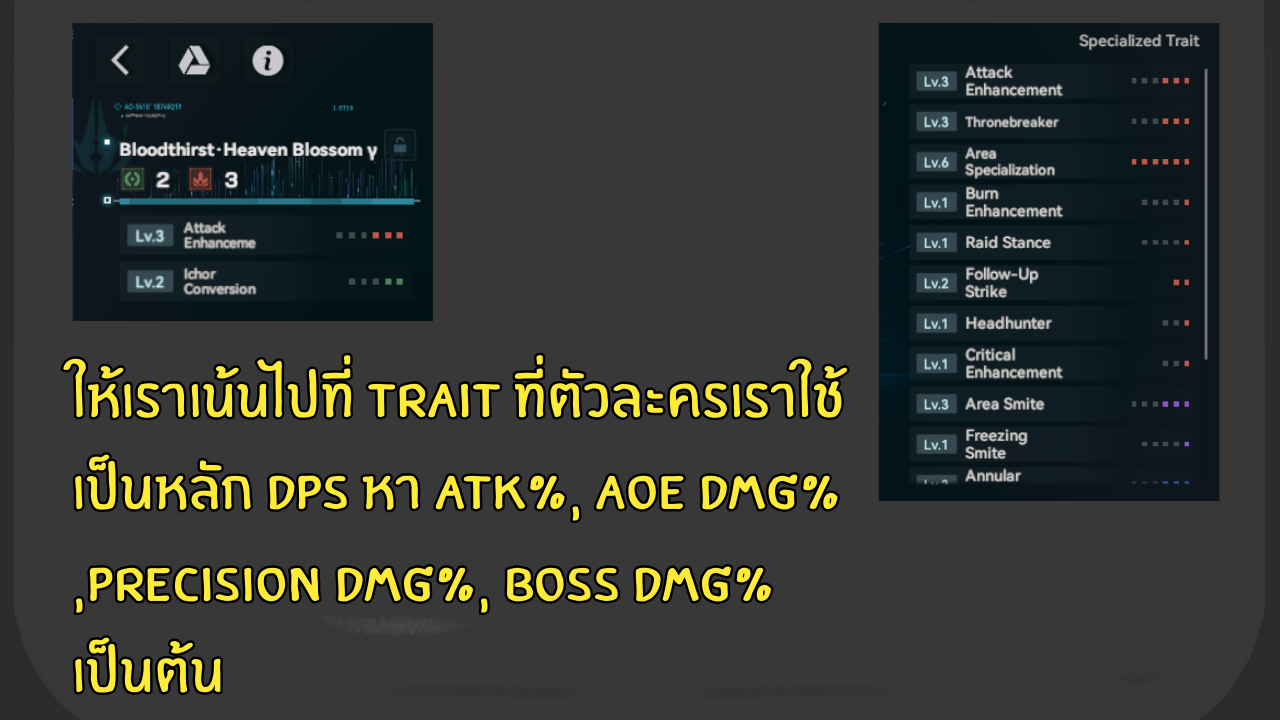 Bloodthirst·Heaven Blossom γ
2 3
Lv.3 Attack Enhanceme
Lv.2 Ichor Conversion
Specialized Trait
Lv.3 Attack Enhancement
Lv.3 Thronebreaker
Lv.6 Area Specialization
Lv.1 Burn Enhancement
Lv.1 Raid Stance
Lv.2 Follow-Up Strike
Lv.1 Headhunter
Lv.1 Critical Enhancement
Lv.3 Area Smite
Lv.1 Freezing Smite
Annular
ให้เราเน้นไปที่ TRAIT ที่ตัวละครเราใช้
เป็นหลัก DPS หา ATK%, AOE DMG%
,PRECISION DMG%, BOSS DMG%
เป็นต้น